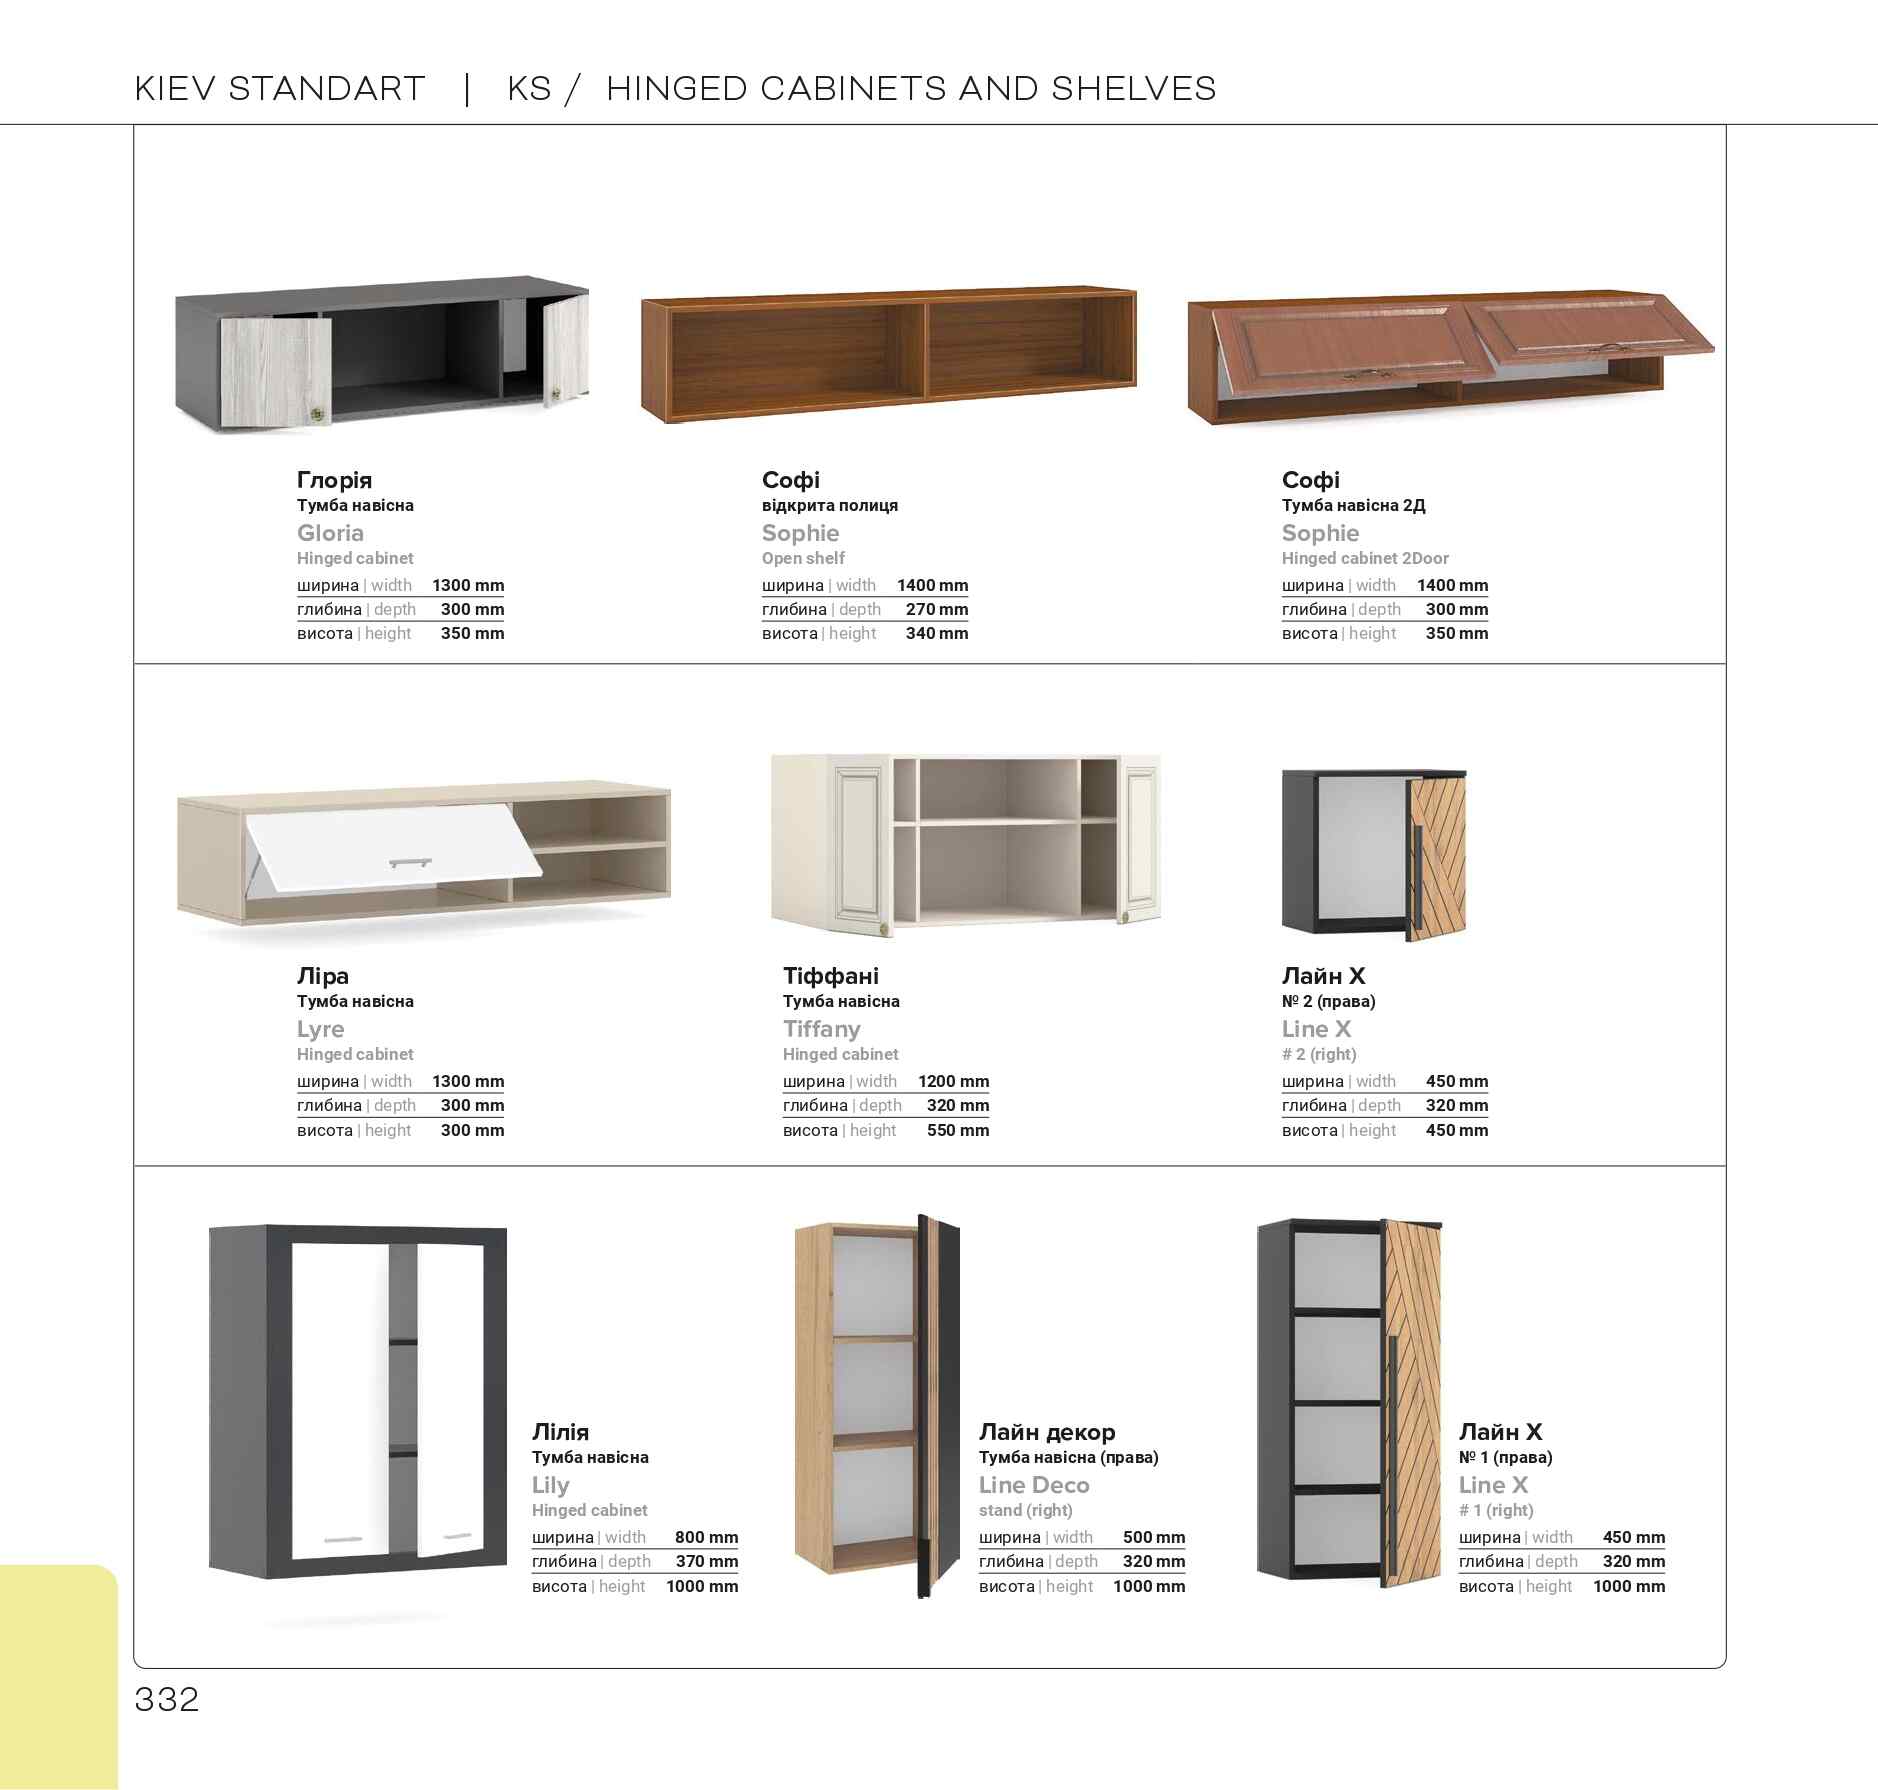 KIEV STANDART | KS / HINGED CABINETS AND SHELVES
Глорія
Тумба навісна
Gloria
Hinged cabinet
ширина | width 1300 mm
глибина | depth 300 mm
висота | height 350 mm
Софі
відкрита полиця
Sophie
Open shelf
ширина | width 1400 mm
глибина | depth 270 mm
висота | height 340 mm
Софі
Тумба навісна 2Д
Sophie
Hinged cabinet 2Door
ширина | width 1400 mm
глибина | depth 300 mm
висота | height 350 mm
Ліра
Тумба навісна
Lyre
Hinged cabinet
ширина | width 1300 mm
глибина | depth 300 mm
висота | height 300 mm
Тіффані
Тумба навісна
Tiffany
Hinged cabinet
ширина | width 1200 mm
глибина | depth 320 mm
висота | height 550 mm
Лайн Х
№ 2 (права)
Line X
# 2 (right)
ширина | width 450 mm
глибина | depth 320 mm
висота | height 450 mm
Лілія
Тумба навісна
Lily
Hinged cabinet
ширина | width 800 mm
глибина | depth 370 mm
висота | height 1000 mm
Лайн декор
Тумба навісна (права)
Line Deco
stand (right)
ширина | width 500 mm
глибина | depth 320 mm
висота | height 1000 mm
Лайн Х
№ 1 (права)
Line X
# 1 (right)
ширина | width 450 mm
глибина | depth 320 mm
висота | height 1000 mm
332